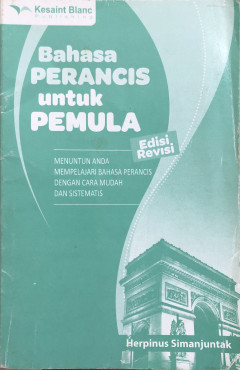 Kesaint Blanc
PUBLISHING
Bahasa
PERANCIS
untuk
PEMULA
Edisi
Revisi
MENUNTUN ANDA
MEMPELAJARI BAHASA PERANCIS
DENGAN CARA MUDAH
DAN SISTEMATIS
Herpinus Simanjuntak